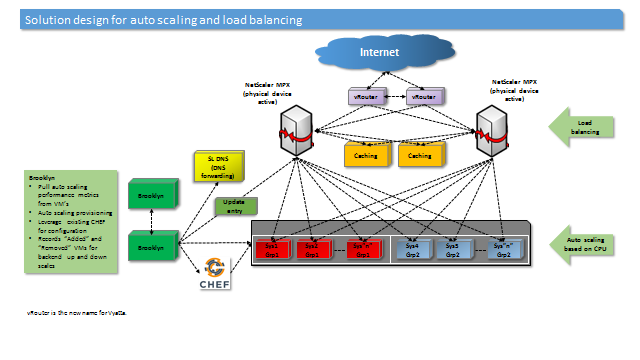 Solution design for auto scaling and load balancing
Internet
NetScaler MPX
(physical device
active)
NetScaler MPX
(physical device
active)
vRouter
vRouter
Load
balancing
Caching
Caching
SL DNS
(DNS
forwarding)
Brooklyn
• Pull auto scaling
performance metrics
from VM's
• Auto scaling provisioning
• Leverage existing CHEF
for configuration
• Records "Added" and
"Removed" VMs for
backend up and down
scales
Brooklyn
Update
entry
Brooklyn
Sys1
Grp1
Sys2
Grp1
Sys"n"
Grp1
Sys4
Grp2
Sys5
Grp2
Sys"n"
Grp2
Auto scaling
based on CPU
CHEF
vRouter is the new name for Vyatta.